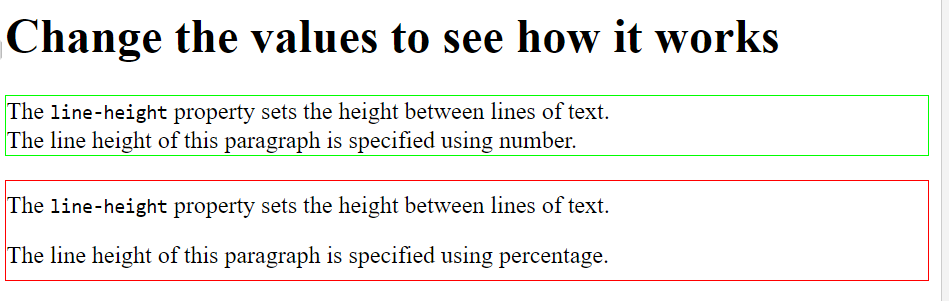 Change the values to see how it works
The line-height property sets the height between lines of text.
The line height of this paragraph is specified using number.
The line-height property sets the height between lines of text.
The line height of this paragraph is specified using percentage.